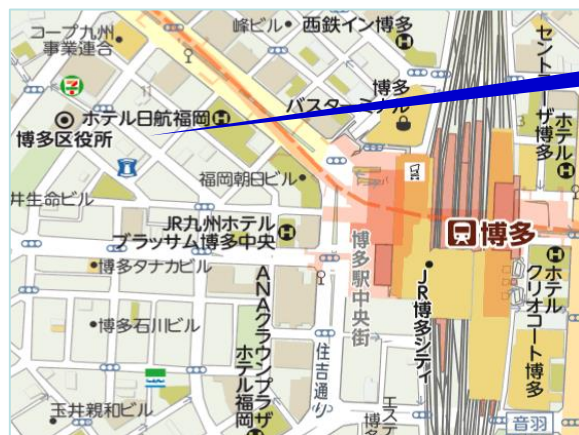 コープ九州
事業連合
峰ビル
西鉄イン博多
博多
バスターミナル
ホテル日航福岡
博多区役所
福岡朝日ビル
井生命ビル
JR九州ホテル
ブラッサム博多中央
博多タナカビル
博多石川ビル
玉井親和ビル
ANAクラウンプラザ
ホテル福岡
住吉通り
博多駅中央街
JR博多シティ
博多
セントラーザ博多
ホテル
ホテル
クリオコート博多
エステ
博多
音羽
3